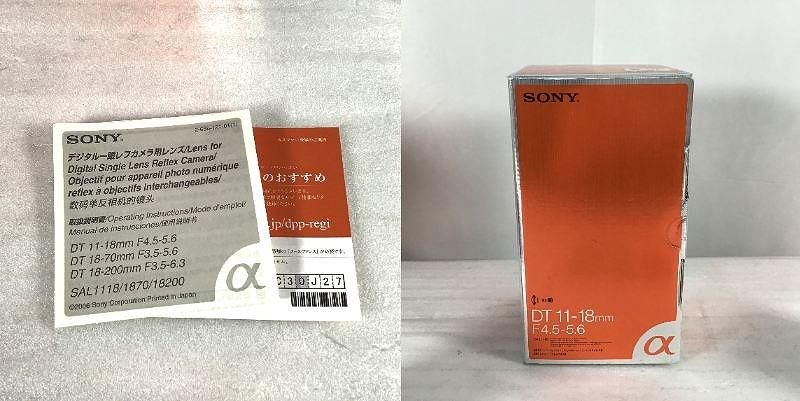 SONY
デジタル一眼レフカメラ用レンズ/Lens for
Digital Single Lens Reflex Camera/
Objectif pour appareil photo numérique
reflex à objectifs interchangeables/
数码单反相机的镜头
取扱説明書/Operating Instructions/Mode d'emploi/
Manual de instrucciones/使用说明书
DT 11-18mm F4.5-5.6
DT 18-70mm F3.5-5.6
DT 18-200mm F3.5-6.3
SAL1118/1870/18200
©2006 Sony Corporation Printed in Japan
α
のおすすめ
.jp/dpp-regi
C30J27
SONY
α
DT 11-18mm
F4.5-5.6
α